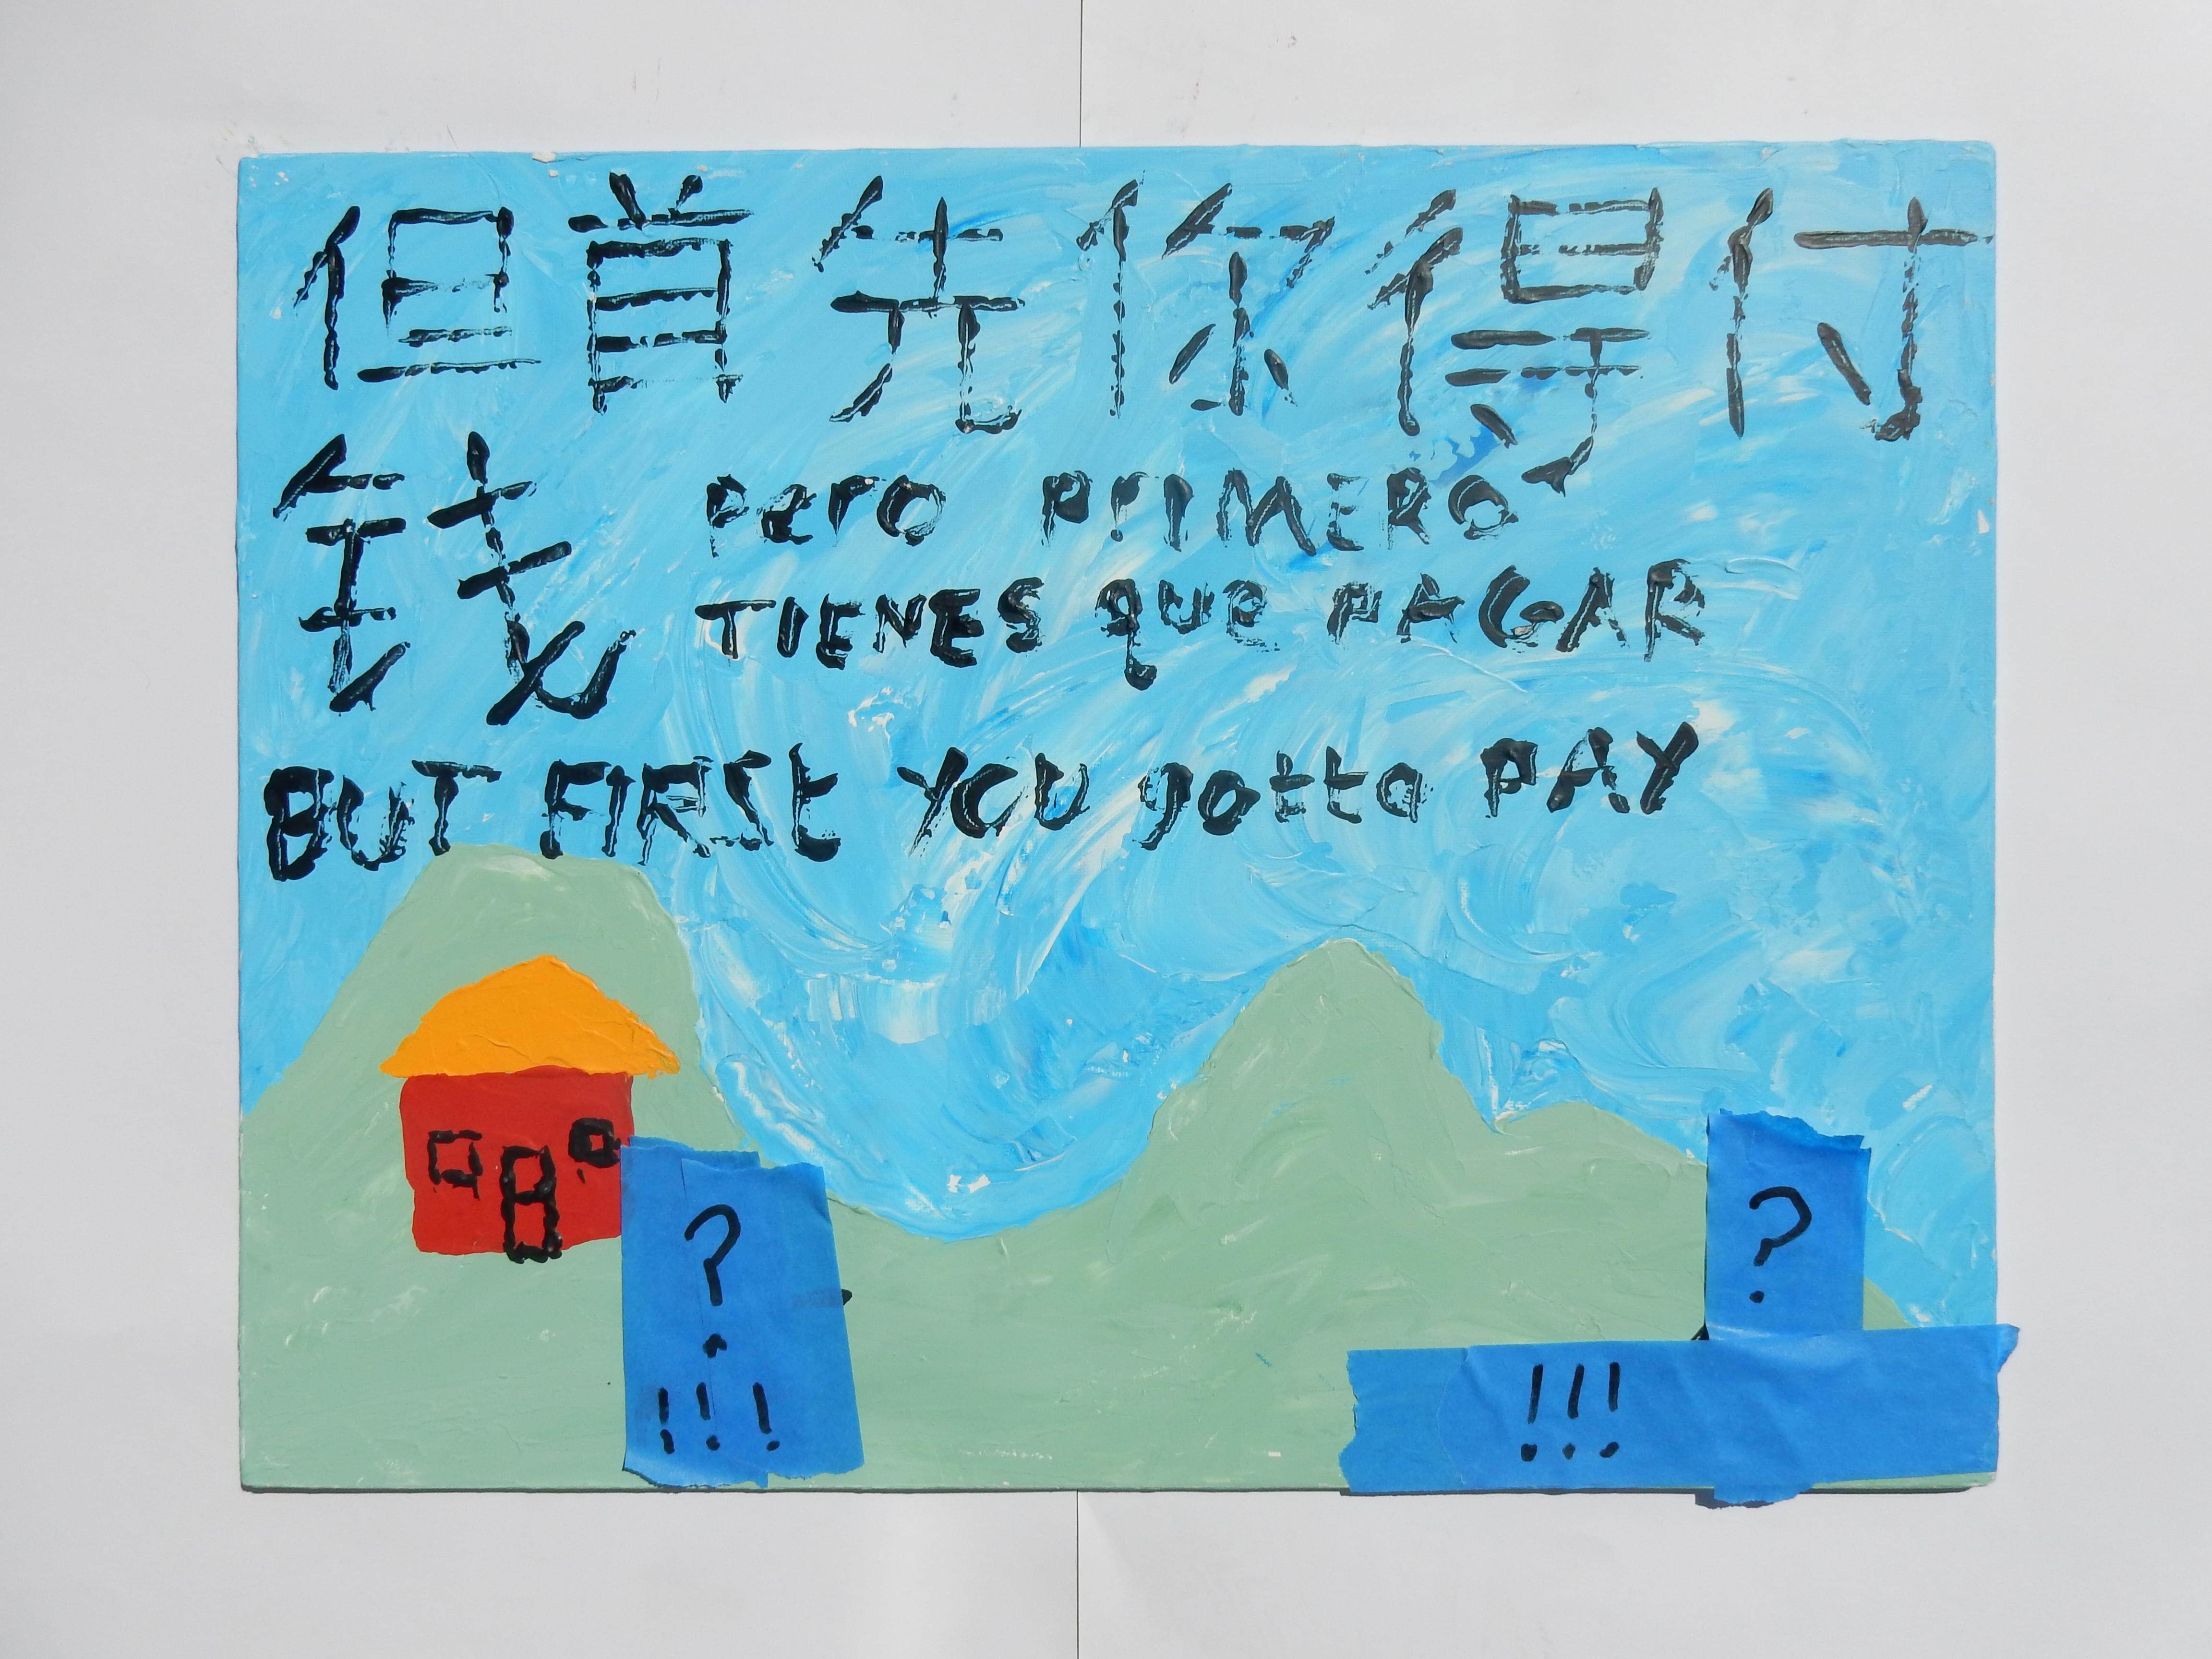 但首先你得付
钱 Pero PriMERO
TIENES que PAGAR
BUT FIRSt YOU gotta PAY
?
!!!
?
!!!